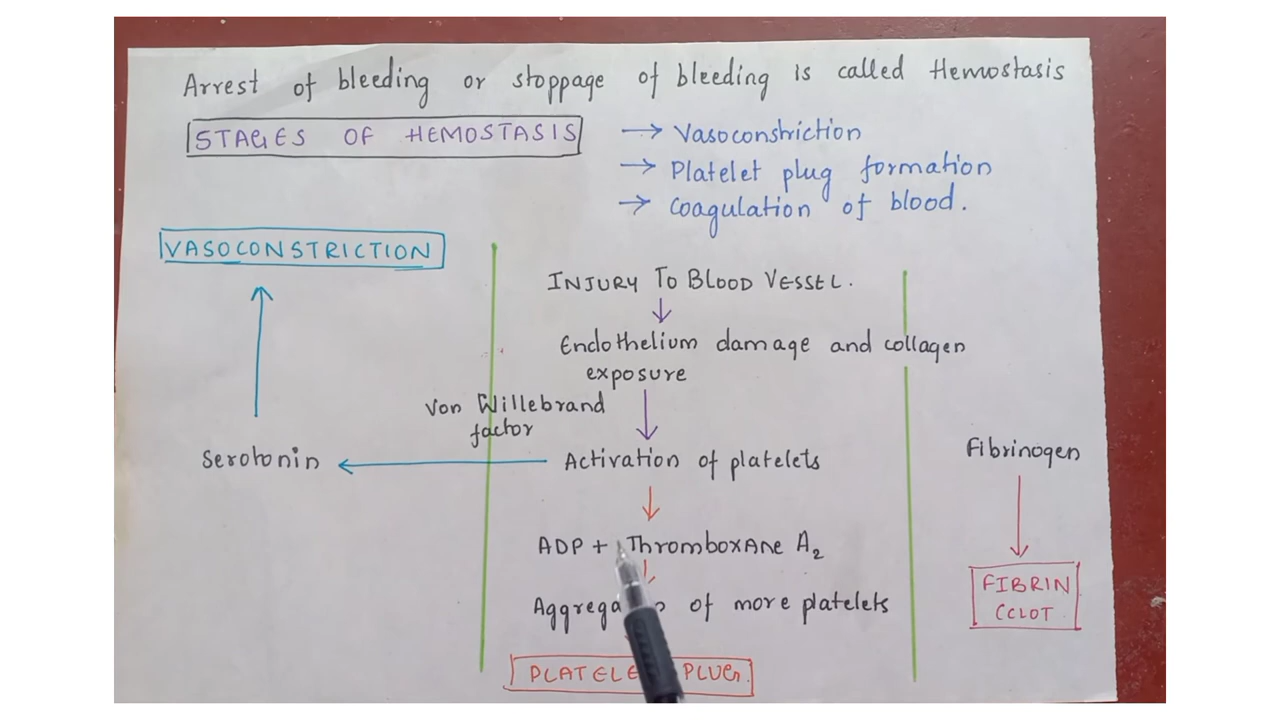 Arrest of bleeding or stoppage of bleeding is called Hemostasis
STAGES OF HEMOSTASIS
→ Vasoconstriction
→ Platelet plug formation
→ Coagulation of blood.
VASOCONSTRICTION
INJURY TO BLOOD VESSEL.
Endothelium damage and collagen
exposure
Von Willebrand
factor
Serotonin
Activation of platelets
Fibrinogen
ADP + Thromboxane A₂
of more platelets
FIBRIN
CCLOT
PLUG.